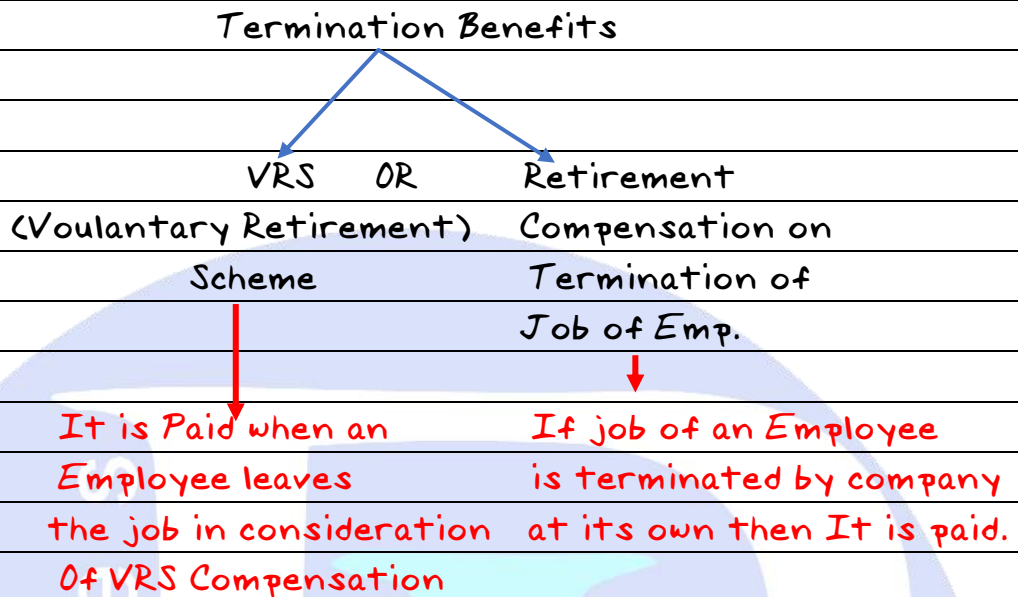 Termination Benefits
VRS OR Retirement
(Voulantary Retirement) Compensation on
Scheme Termination of
Job of Emp.
It is Paid when an If job of an Employee
Employee leaves is terminated by company
the job in consideration at its own then It is paid.
Of VRS Compensation